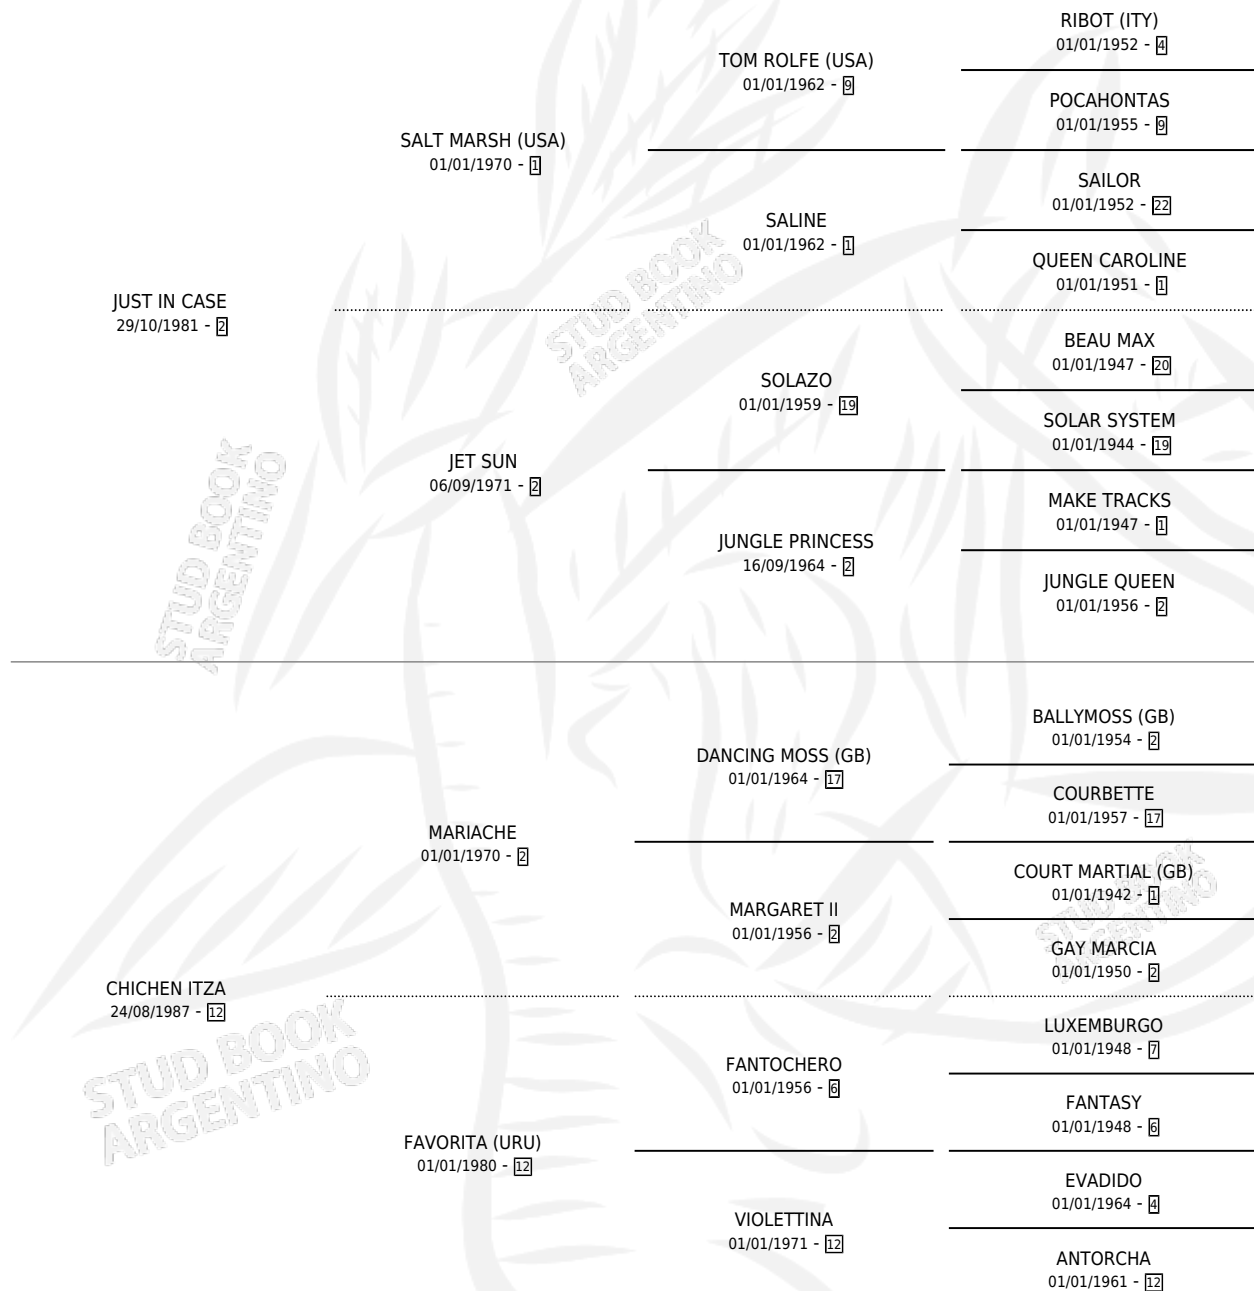 RIBOT (ITY)
01/01/1952 - 4
TOM ROLFE (USA)
01/01/1962 - 9
POCAHONTAS
01/01/1955 - 9
SALT MARSH (USA)
01/01/1970 - 1
SAILOR
01/01/1952 - 22
SALINE
01/01/1962 - 1
QUEEN CAROLINE
01/01/1951 - 1
STUD BOOK
ARGENTINO
JUST IN CASE
29/10/1981 - 2
BEAU MAX
01/01/1947 - 20
SOLAZO
01/01/1959 - 19
SOLAR SYSTEM
01/01/1944 - 19
JET SUN
06/09/1971 - 2
MAKE TRACKS
01/01/1947 - 1
JUNGLE PRINCESS
16/09/1964 - 2
JUNGLE QUEEN
01/01/1956 - 2
STUD BOOK
ARGENTINO
BALLYMOSS (GB)
01/01/1954 - 2
DANCING MOSS (GB)
01/01/1964 - 17
COURBETTE
01/01/1957 - 17
MARIACHE
01/01/1970 - 2
COURT MARTIAL (GB)
01/01/1942 - 1
MARGARET II
01/01/1956 - 2
STUD BOOK
ARGENTINO
GAY MARCIA
01/01/1950 - 2
CHICHEN ITZA
24/08/1987 - 12
LUXEMBURGO
01/01/1948 - 7
FANTOCHERO
01/01/1956 - 6
STUD BOOK
ARGENTINO
FANTASY
01/01/1948 - 6
FAVORITA (URU)
01/01/1980 - 12
EVADIDO
01/01/1964 - 4
VIOLETTINA
01/01/1971 - 12
ANTORCHA
01/01/1961 - 12